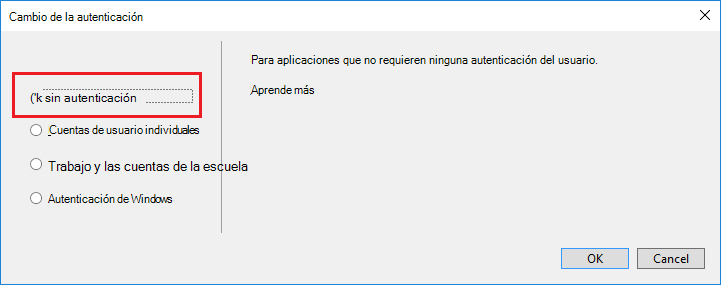 Cambio de la autenticación
Para aplicaciones que no requieren ninguna autenticación del usuario.
Aprende más
('k sin autenticación
Cuentas de usuario individuales
Trabajo y las cuentas de la escuela
Autenticación de Windows
OK
Cancel